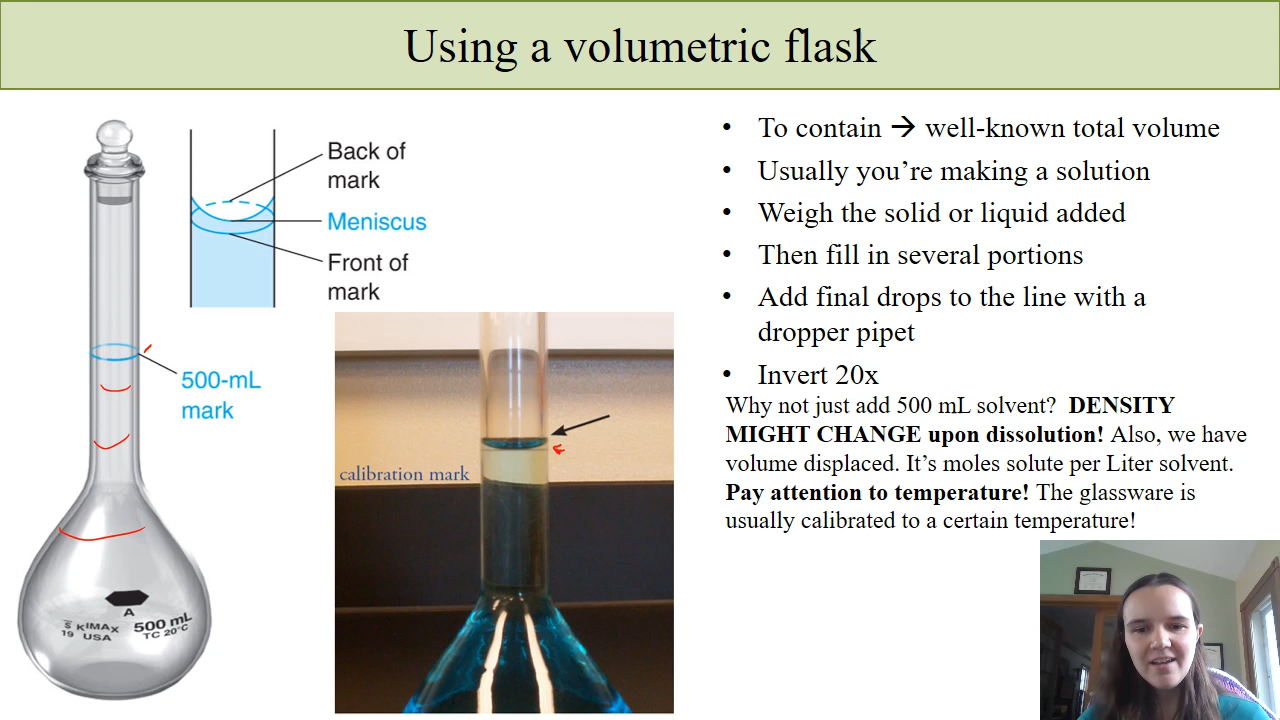 Using a volumetric flask
Back of
mark
Meniscus
Front of
mark
500-mL
mark
A
S KIMAX
19 USA
500 mL
TC 20°C
calibration mark
• To contain → well-known total volume
• Usually you’re making a solution
• Weigh the solid or liquid added
• Then fill in several portions
• Add final drops to the line with a
dropper pipet
• Invert 20x
Why not just add 500 mL solvent? DENSITY
MIGHT CHANGE upon dissolution! Also, we have
volume displaced. It’s moles solute per Liter solvent.
Pay attention to temperature! The glassware is
usually calibrated to a certain temperature!